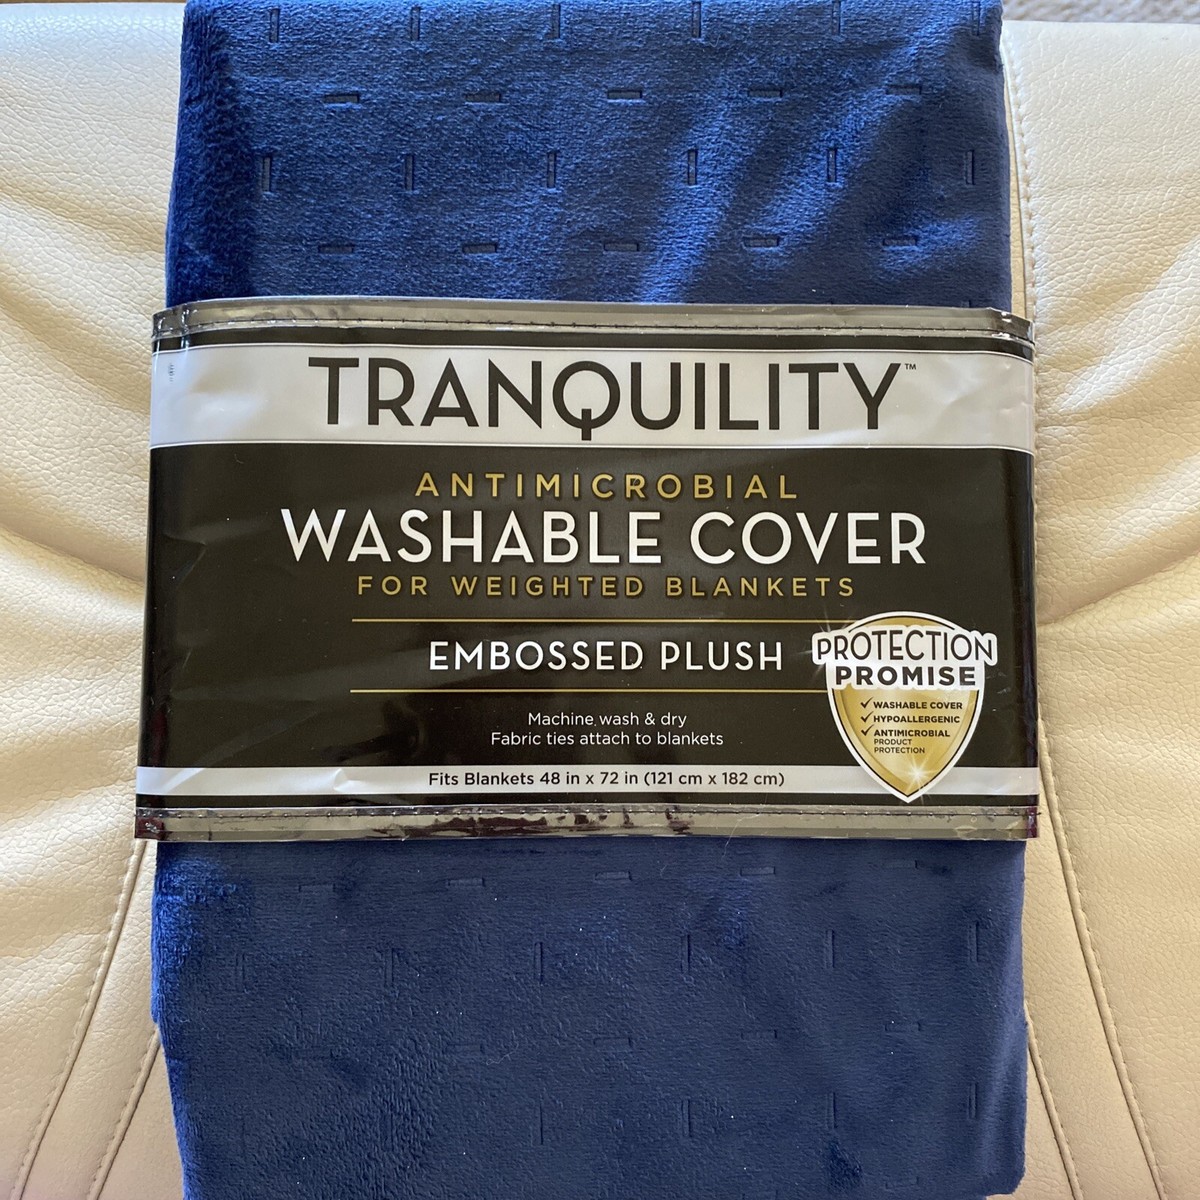 TRANQUILITY™
ANTIMICROBIAL
WASHABLE COVER
FOR WEIGHTED BLANKETS
EMBOSSED PLUSH
Machine wash & dry
Fabric ties attach to blankets
Fits Blankets 48 in x 72 in (121 cm x 182 cm)
PROTECTION
PROMISE
✓ WASHABLE COVER
✓ HYPOALLERGENIC
✓ ANTIMICROBIAL
PRODUCT
PROTECTION